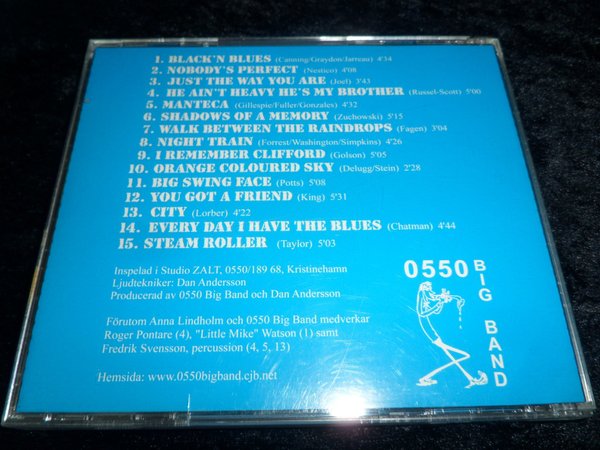 1. BLACK'N BLUES (Canning/Graydon/Jarreau) 4'34
2. NOBODY'S PERFECT (Nestico) 4'08
3. JUST THE WAY YOU ARE (Joel) 3'43
4. HE AIN'T HEAVY HE'S MY BROTHER (Russel-Scott) 5'00
5. MANTECA (Gillespie/Fuller/Gonzales) 4'32
6. SHADOWS OF A MEMORY (Zuchowski) 5'15
7. WALK BETWEEN THE RAINDROPS (Fagen) 3'04
8. NIGHT TRAIN (Forrest/Washington/Simpkins) 4'26
9. I REMEMBER CLIFFORD (Golson) 5'05
10. ORANGE COLOURED SKY (Delugg/Stein) 2'28
11. BIG SWING FACE (Potts) 5'08
12. YOU GOT A FRIEND (King) 5'31
13. CITY (Lorber) 4'22
14. EVERY DAY I HAVE THE BLUES (Chatman) 4'44
15. STEAM ROLLER (Taylor) 5'03
Inspelad i Studio ZALT, 0550/189 68, Kristinehamn
Ljudtekniker: Dan Andersson
Producerad av 0550 Big Band och Dan Andersson
Förutom Anna Lindholm och 0550 Big Band medverkar
Roger Pontare (4), "Little Mike" Watson (1) samt
Fredrik Svensson, percussion (4, 5, 13)
Hemsida: www.0550bigband.cjb.net
0550
BIG BAND